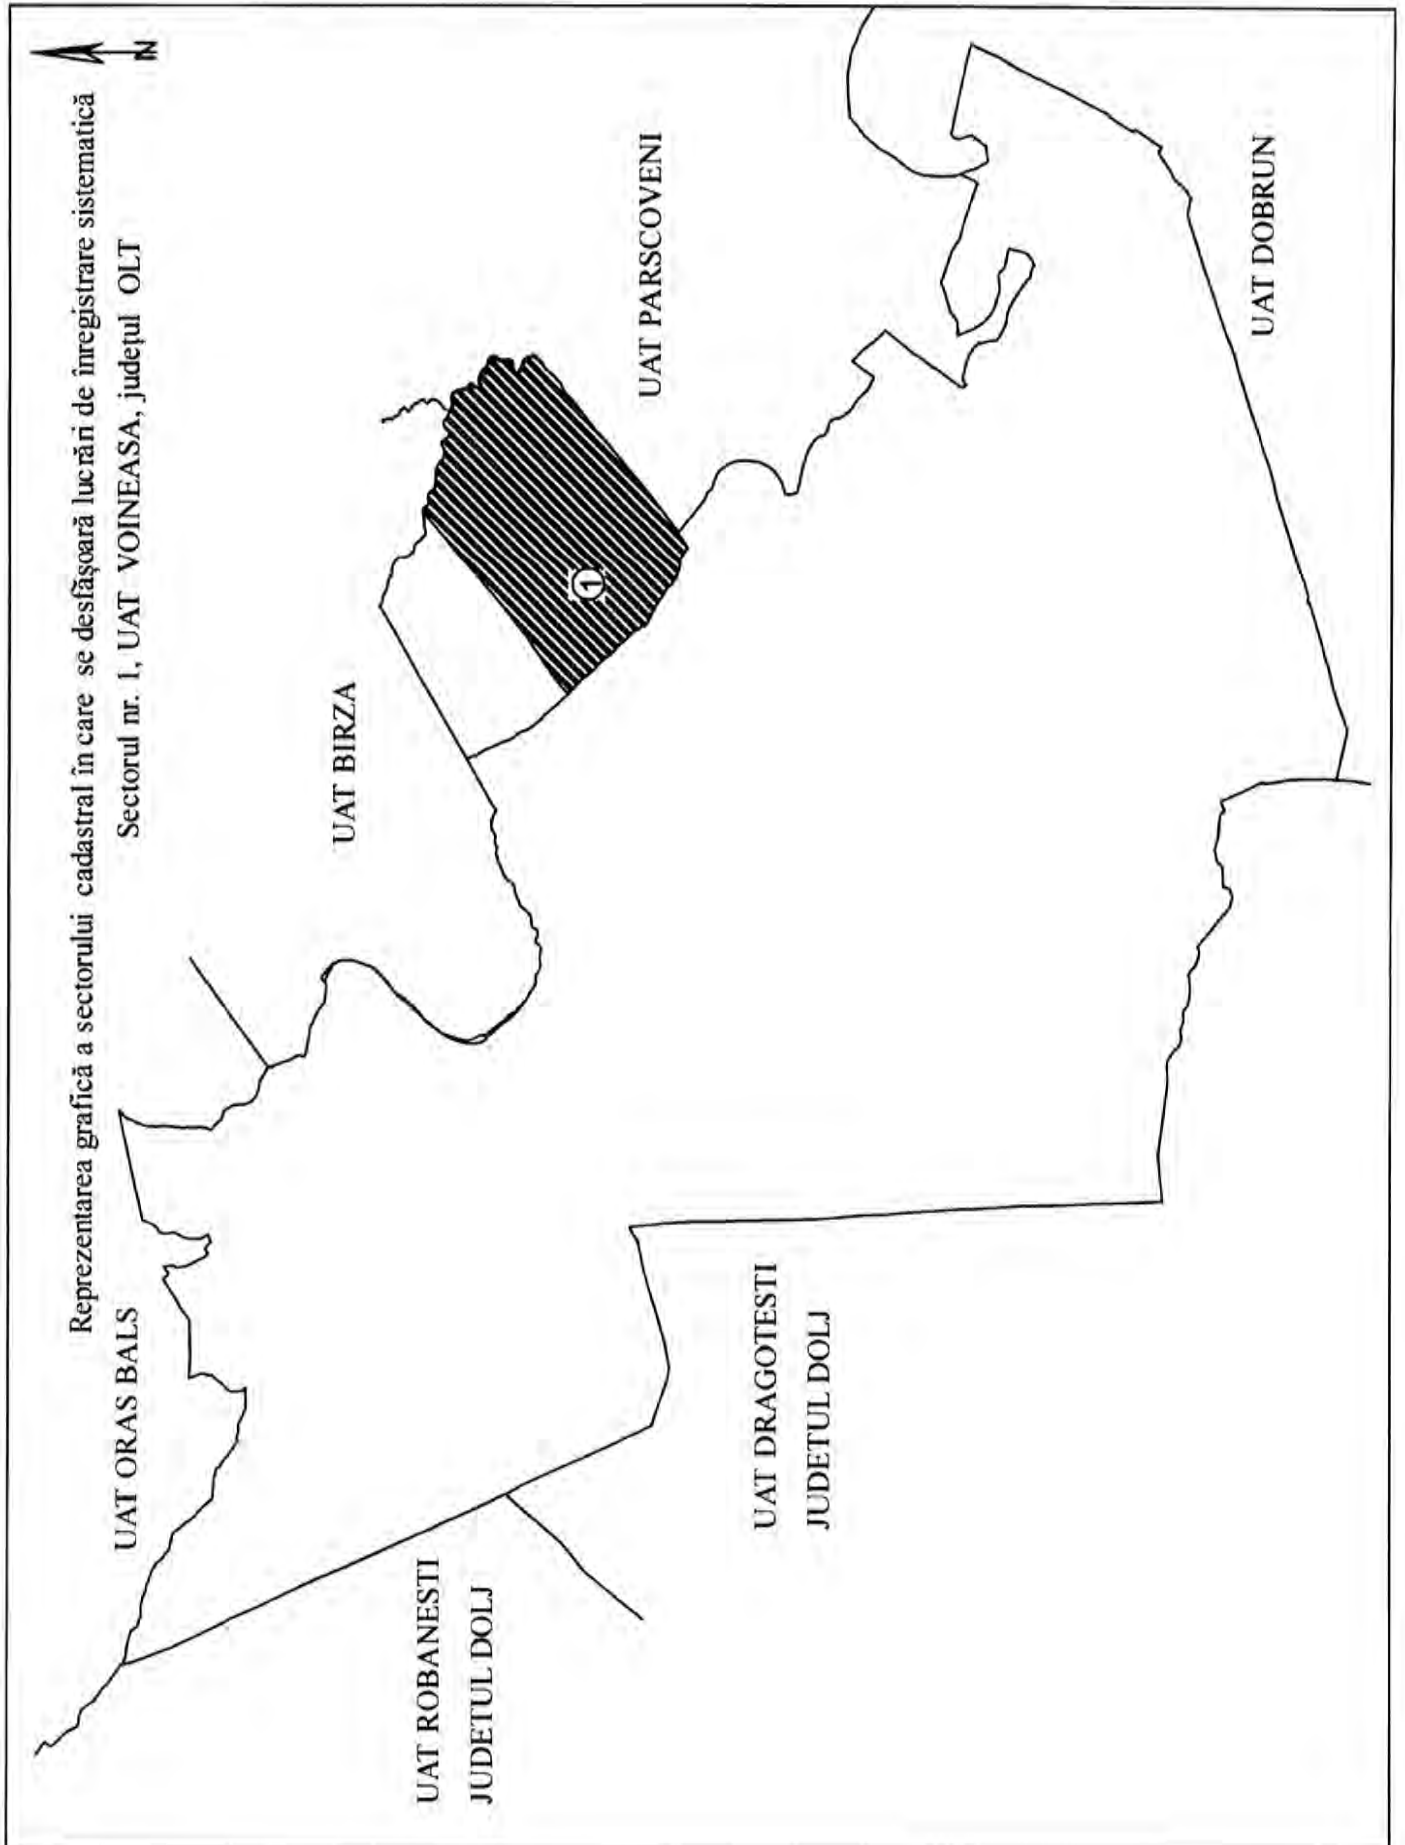 Reprezentarea grafică a sectorului cadastral în care se desfășoară lucrări de înregistrare sistematică
Sectorul nr. 1, UAT VOINEASA, județul OLT
N
UAT ORAS BALS
UAT BIRZA
UAT ROBANESTI
JUDETUL DOLJ
1
UAT PARSCOVENI
UAT DRAGOTESTI
JUDETUL DOLJ
UAT DOBRUN